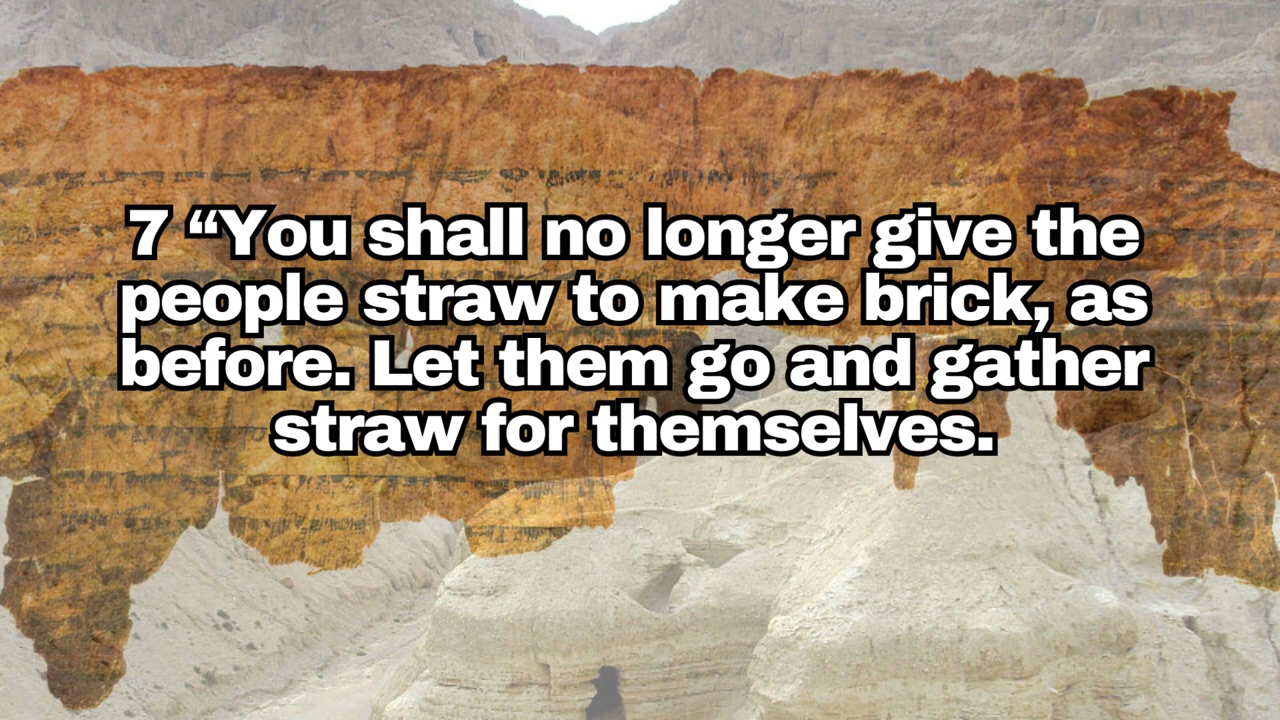 7 “You shall no longer give the
people straw to make brick, as
before. Let them go and gather
straw for themselves.